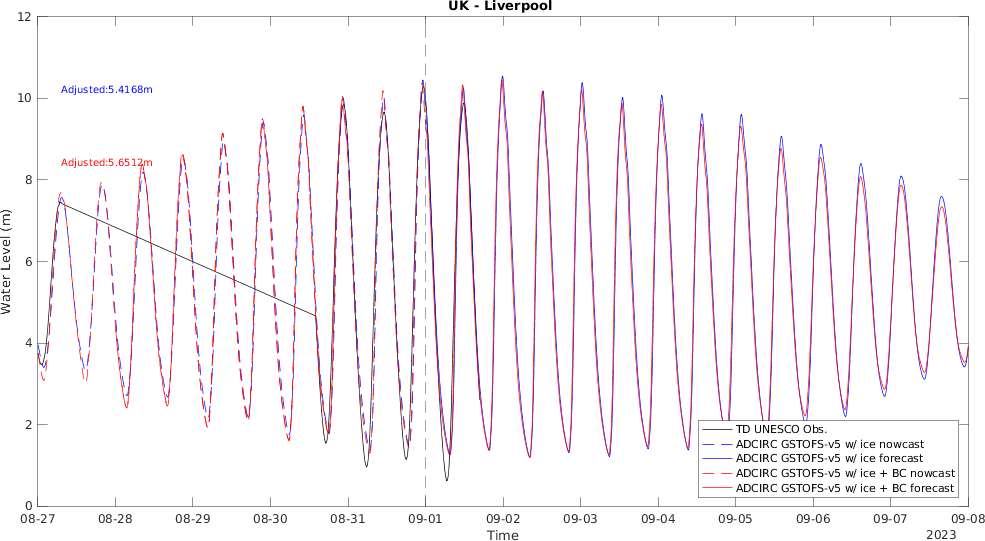 UK - Liverpool
12
10
8
6
4
2
0
Water Level (m)
Adjusted:5.4168m
Adjusted:5.6512m
TD UNESCO Obs.
ADCIRC GSTOFS-v5 w/ ice nowcast
ADCIRC GSTOFS-v5 w/ ice forecast
ADCIRC GSTOFS-v5 w/ ice + BC nowcast
ADCIRC GSTOFS-v5 w/ ice + BC forecast
08-27 08-28 08-29 08-30 08-31 09-01 09-02 09-03 09-04 09-05 09-06 09-07 09-08
Time
2023